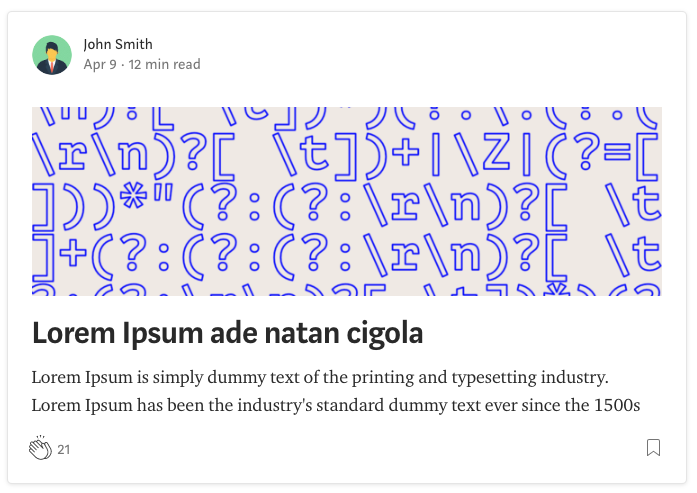 John Smith
Apr 9 · 12 min read
\r\n)?[ \t])+|\Z|(?=[
]))*"(?:(?:\r\n)?[ \t
]+(?:(?:(?:\r\n)?[ \t
Lorem Ipsum ade natan cigola
Lorem Ipsum is simply dummy text of the printing and typesetting industry.
Lorem Ipsum has been the industry's standard dummy text ever since the 1500s
21